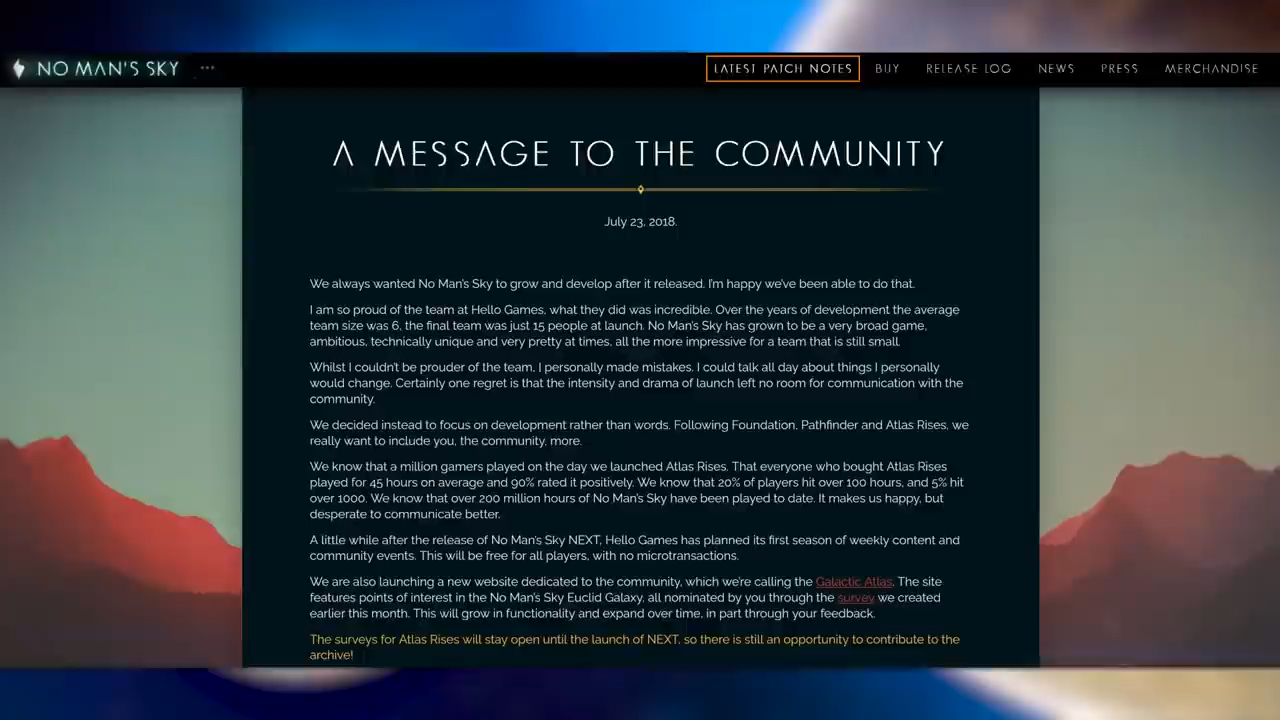 NO MAN'S SKY ...
LATEST PATCH NOTES BUY RELEASE LOG NEWS PRESS MERCHANDISE
A MESSAGE TO THE COMMUNITY
July 23, 2018.
We always wanted No Man's Sky to grow and develop after it released. I'm happy we've been able to do that.
I am so proud of the team at Hello Games, what they did was incredible. Over the years of development the average
team size was 6, the final team was just 15 people at launch. No Man's Sky has grown to be a very broad game,
ambitious, technically unique and very pretty at times, all the more impressive for a team that is still small.
Whilst I couldn't be prouder of the team, I personally made mistakes. I could talk all day about things I personally
would change. Certainly one regret is that the intensity and drama of launch left no room for communication with the
community.
We decided instead to focus on development rather than words. Following Foundation, Pathfinder and Atlas Rises, we
really want to include you, the community, more.
We know that a million gamers played on the day we launched Atlas Rises. That everyone who bought Atlas Rises
played for 45 hours on average and 90% rated it positively. We know that 20% of players hit over 100 hours, and 5% hit
over 1000. We know that over 200 million hours of No Man's Sky have been played to date. It makes us happy, but
desperate to communicate better.
A little while after the release of No Man's Sky NEXT, Hello Games has planned its first season of weekly content and
community events. This will be free for all players, with no microtransactions.
We are also launching a new website dedicated to the community, which we're calling the Galactic Atlas. The site
features points of interest in the No Man's Sky Euclid Galaxy, all nominated by you through the survey we created
earlier this month. This will grow in functionality and expand over time, in part through your feedback.
The surveys for Atlas Rises will stay open until the launch of NEXT, so there is still an opportunity to contribute to the
archive!